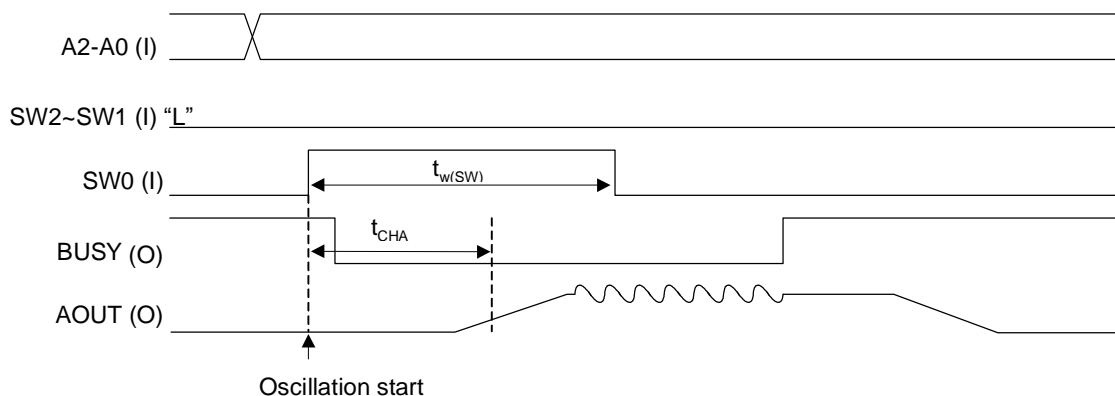 A2-A0 (I)
SW2~SW1 (I) “L”
SW0 (I)
tw(SW)
BUSY (O)
tCHA
AOUT (O)
Oscillation start